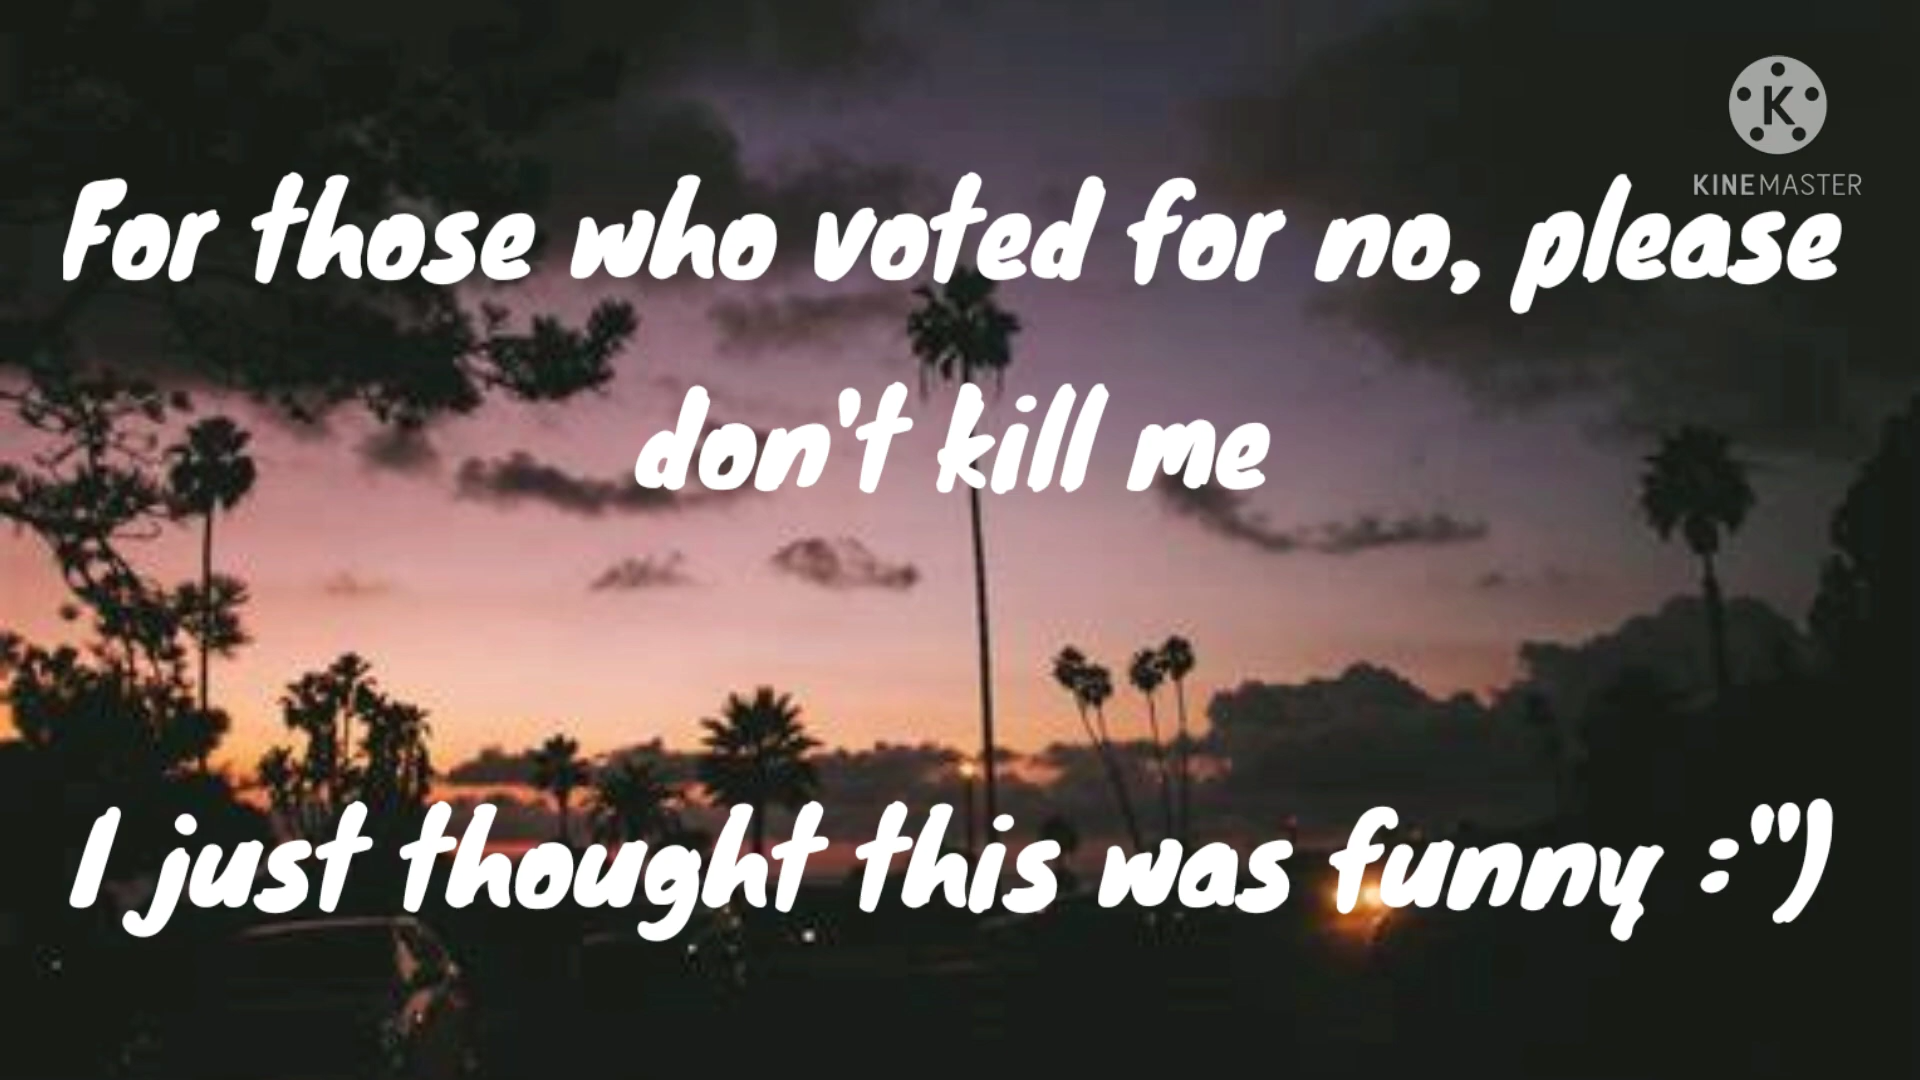 KINEMASTER
For those who voted for no, please
don't kill me
I just thought this was funny :")